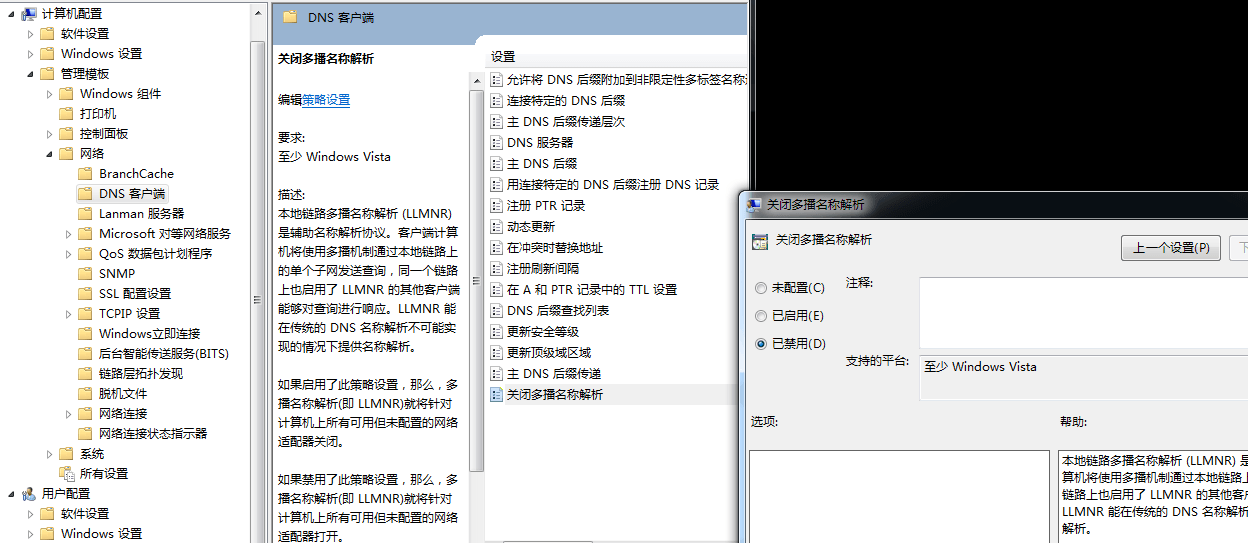 计算机配置
软件设置
Windows 设置
管理模板
Windows 组件
打印机
控制面板
网络
BranchCache
DNS 客户端
Lanman 服务器
Microsoft 对等网络服务
QoS 数据包计划程序
SNMP
SSL 配置设置
TCPIP 设置
Windows立即连接
后台智能传送服务(BITS)
链路层拓扑发现
脱机文件
网络连接
网络连接状态指示器
系统
所有设置
用户配置
软件设置
Windows 设置
DNS 客户端
关闭多播名称解析
编辑策略设置
要求:
至少 Windows Vista
描述:
本地链路多播名称解析 (LLMNR)
是辅助名称解析协议。客户端计算
机将使用多播机制通过本地链路上
的单个子网发送查询，同一个链路
上也启用了 LLMNR 的其他客户端
能够对查询进行响应。LLMNR 能
在传统的 DNS 名称解析不可能实
现的情况下提供名称解析。
如果启用了此策略设置，那么，多
播名称解析(即 LLMNR)就将针对
计算机上所有可用但未配置的网络
适配器关闭。
如果禁用了此策略设置，那么，多
播名称解析(即 LLMNR)就将针对
计算机上所有可用但未配置的网络
适配器打开。
设置
允许将 DNS 后缀附加到非限定性多标签名称
连接特定的 DNS 后缀
主 DNS 后缀传递层次
DNS 服务器
主 DNS 后缀
用连接特定的 DNS 后缀注册 DNS 记录
注册 PTR 记录
动态更新
在冲突时替换地址
注册刷新间隔
在 A 和 PTR 记录中的 TTL 设置
DNS 后缀查找列表
更新安全等级
更新顶级域区域
主 DNS 后缀传递
关闭多播名称解析
关闭多播名称解析
关闭多播名称解析
上一个设置(P)
未配置(C)
已启用(E)
已禁用(D)
注释:
支持的平台:
至少 Windows Vista
选项:
帮助:
本地链路多播名称解析 (LLMNR) 是
算机将使用多播机制通过本地链路上
链路上也启用了 LLMNR 的其他客户
LLMNR 能在传统的 DNS 名称解析
解析。